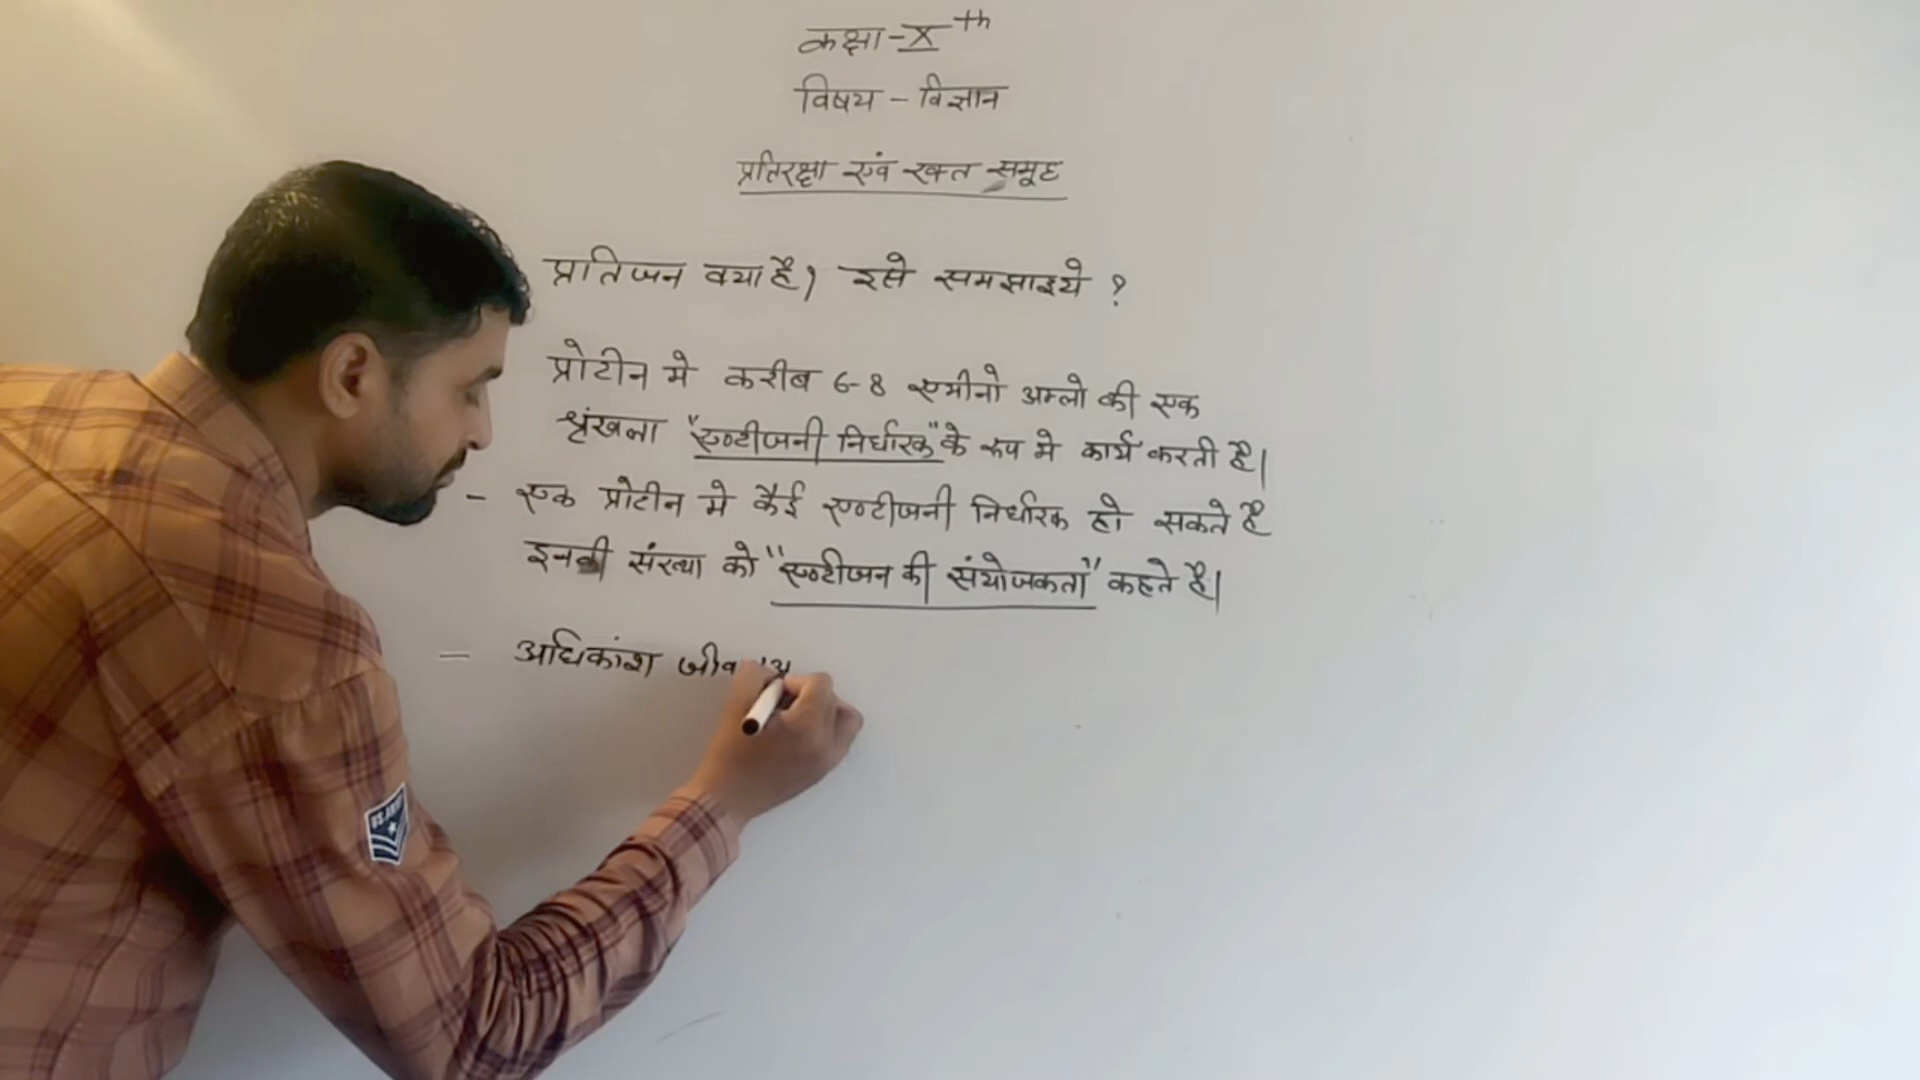 कक्षा-X th
विषय - विज्ञान
प्रतिरक्षा एवं रक्त समूह
प्रतिजन क्या है) इसे समझाइये ?
प्रोटीन मे करीब 6-8 एमीनो अम्लो की एक
श्रृंखला "एण्टीजनी निर्धारक" के रूप मे कार्य करती है।
- एक प्रोटीन मे कैई एण्टीजनी निर्धारक हो सकते है
इनकी संख्या को "एण्टीजन की संयोजकता" कहते है।
- अधिकांश